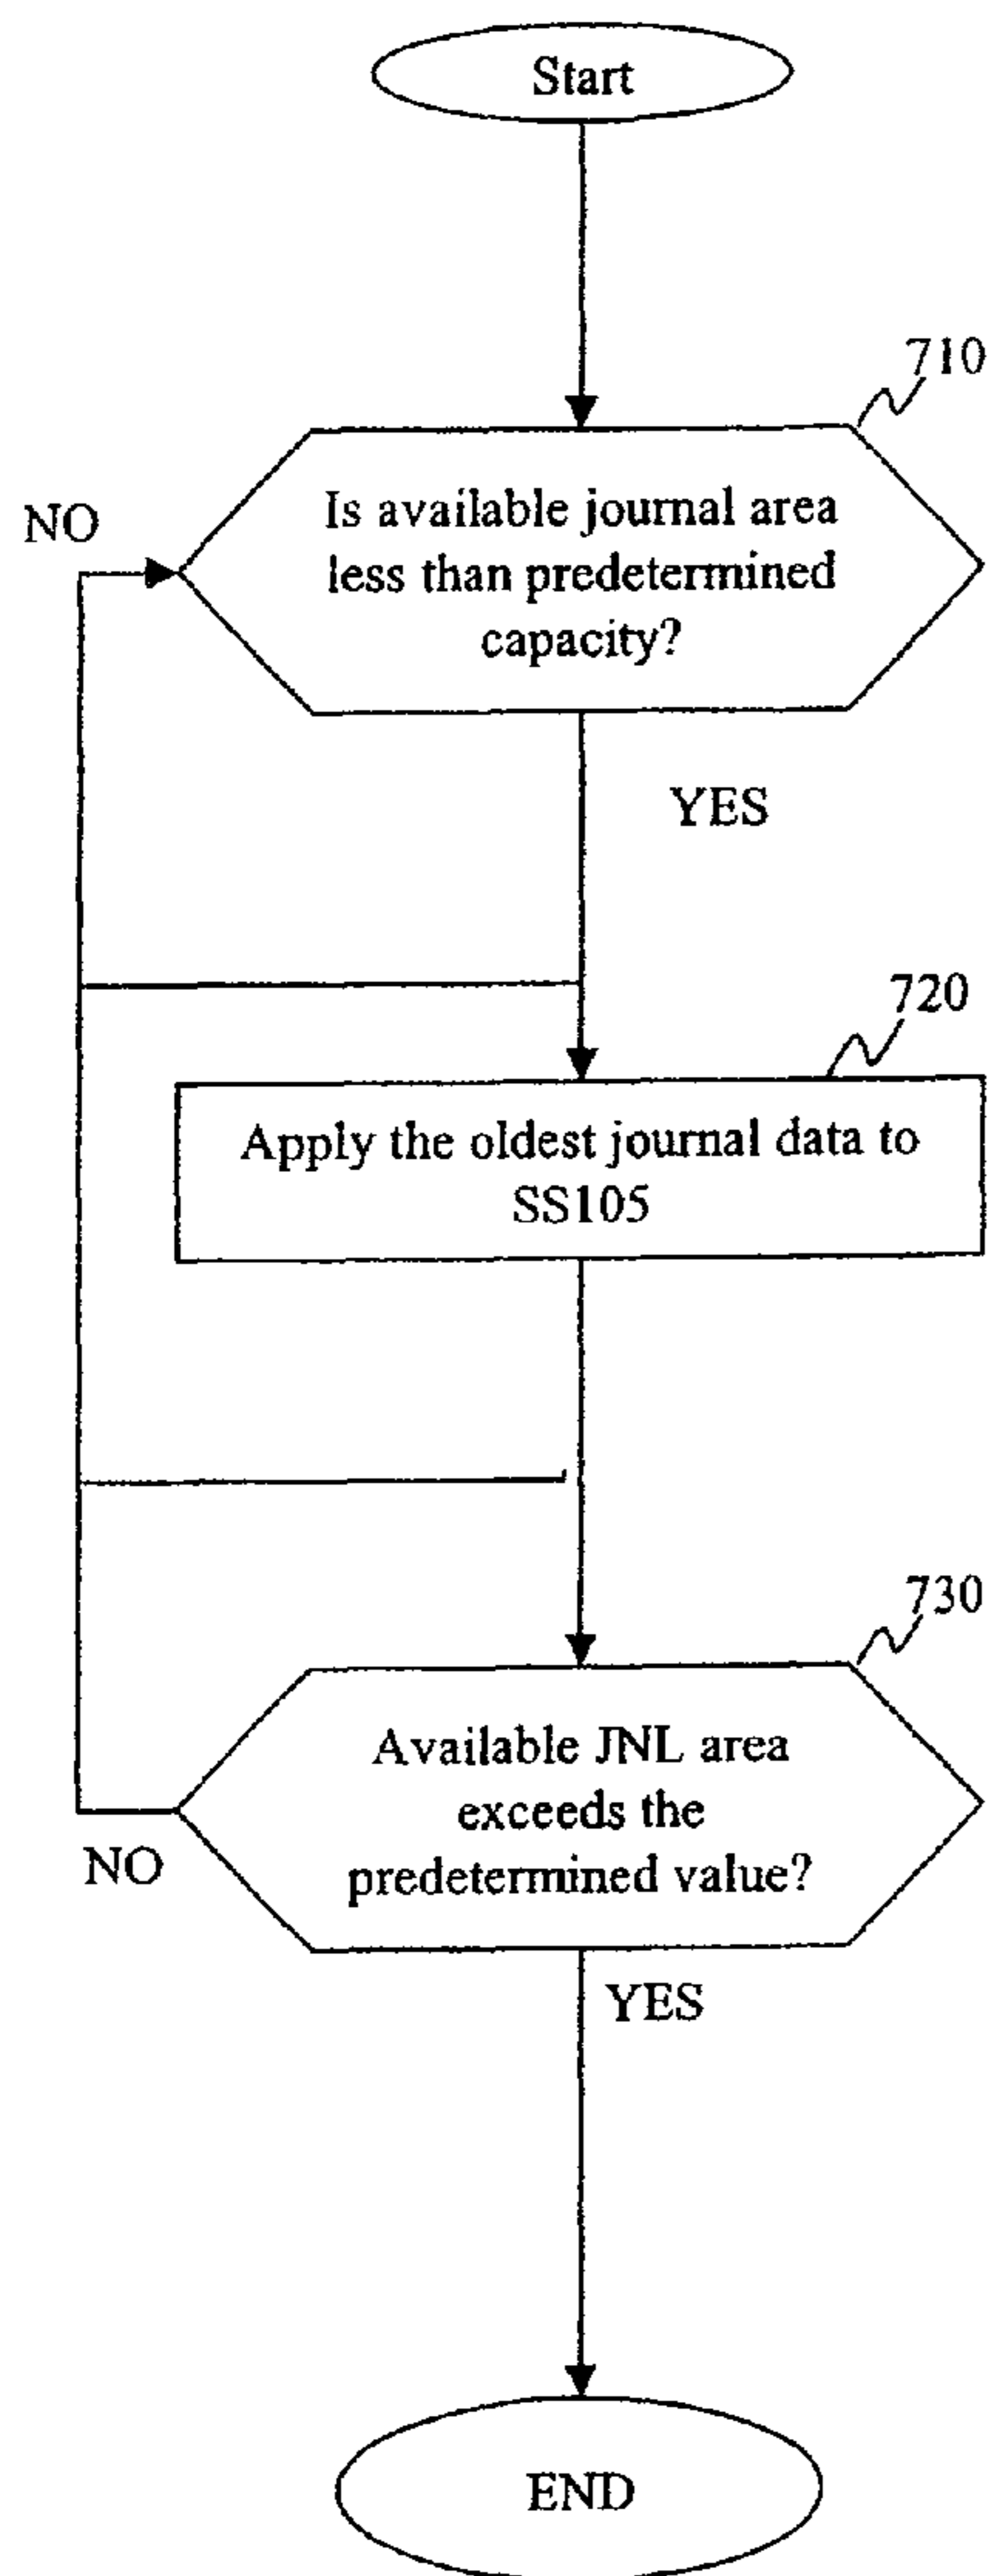 Start
710
NO
Is available journal area
less than predetermined
capacity?
YES
720
Apply the oldest journal data to
SS105
730
Available JNL area
exceeds the
predetermined value?
NO
YES
END